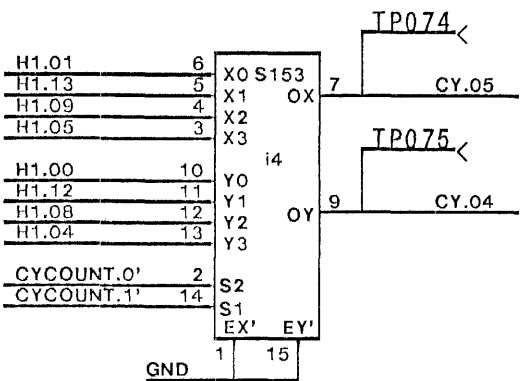 TP074
H1.01 6 X0 S153
H1.13 5 X1 OX 7 CY.05
H1.09 4 X2
H1.05 3 X3
TP075
i4
H1.00 10 Y0
H1.12 11 Y1
H1.08 12 Y2 OY 9 CY.04
H1.04 13 Y3
CYCOUNT.0' 2 S2
CYCOUNT.1' 14 S1
EX' EY'
1 15
GND